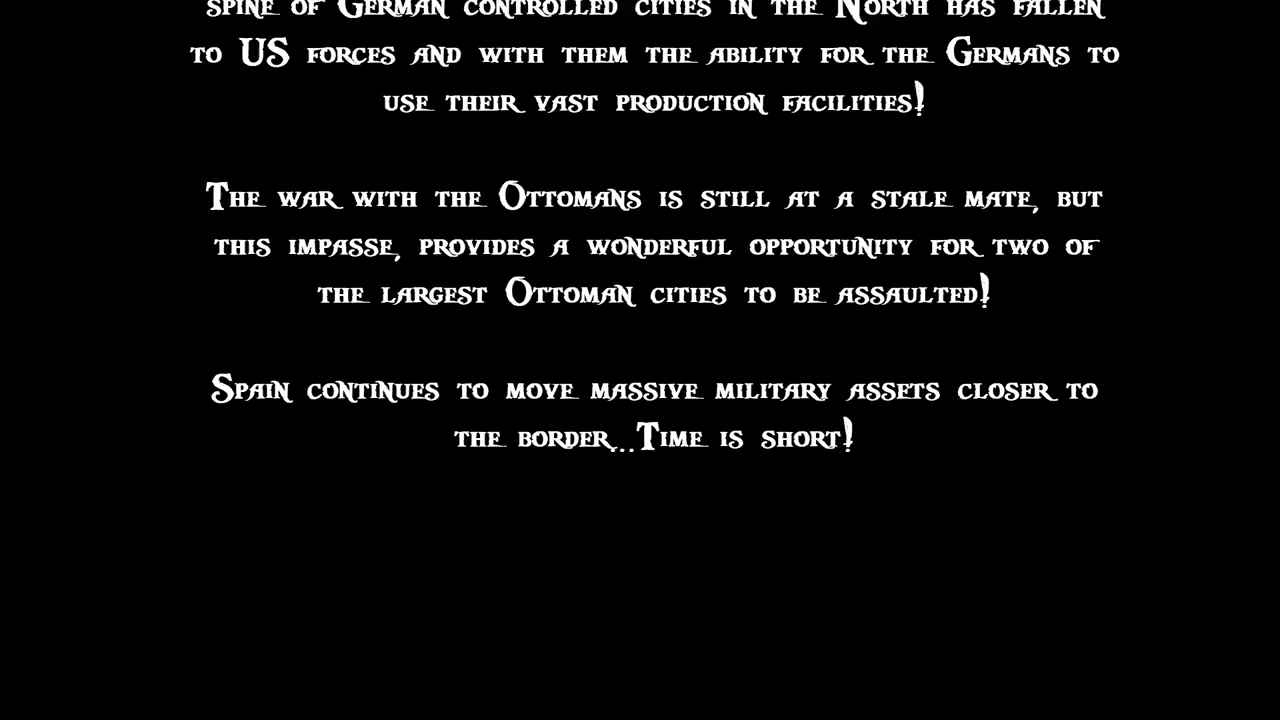 spine of German controlled cities in the North has fallen
to US forces and with them the ability for the Germans to
use their vast production facilities!
The war with the Ottomans is still at a stale mate, but
this impasse, provides a wonderful opportunity for two of
the largest Ottoman cities to be assaulted!
Spain continues to move massive military assets closer to
the border...Time is short!